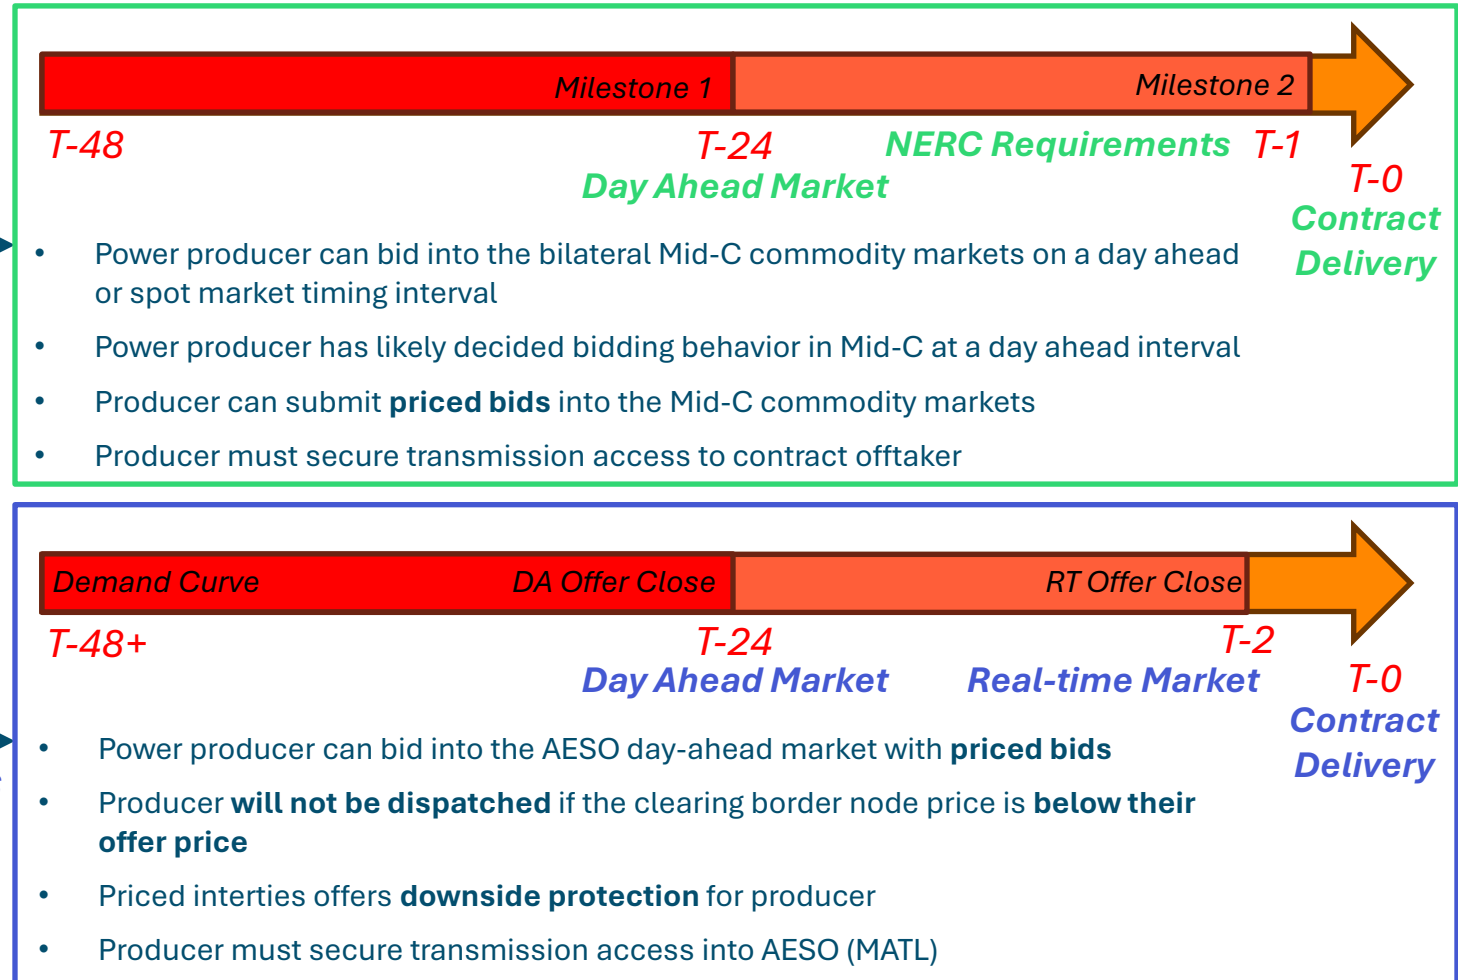 Milestone 1
Milestone 2
T-48
T-24
NERC Requirements
T-1
Day Ahead Market
T-0
Contract
Delivery
• Power producer can bid into the bilateral Mid-C commodity markets on a day ahead
or spot market timing interval
• Power producer has likely decided bidding behavior in Mid-C at a day ahead interval
• Producer can submit priced bids into the Mid-C commodity markets
• Producer must secure transmission access to contract offtaker
Demand Curve
DA Offer Close
RT Offer Close
T-48+
T-24
T-2
Day Ahead Market
Real-time Market
T-0
Contract
Delivery
• Power producer can bid into the AESO day-ahead market with priced bids
• Producer will not be dispatched if the clearing border node price is below their
offer price
• Priced interties offers downside protection for producer
• Producer must secure transmission access into AESO (MATL)